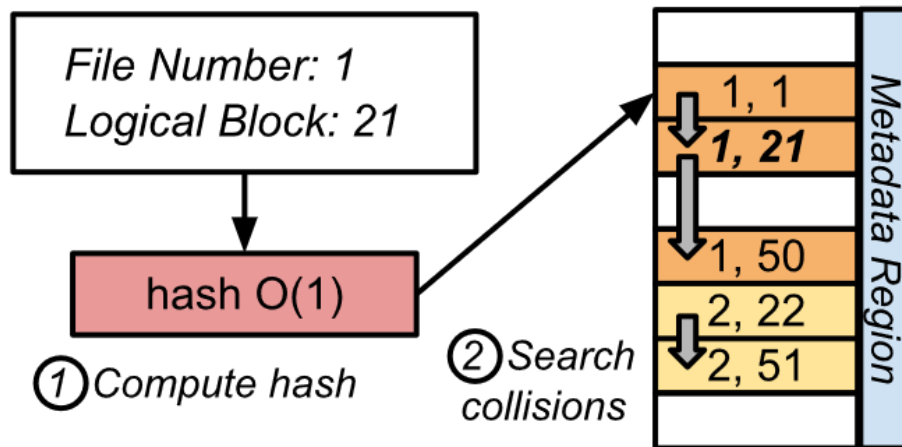 File Number: 1
Logical Block: 21
hash O(1)
1 Compute hash
2 Search
collisions
1, 1
1, 21
1, 50
2, 22
2, 51
Metadata Region